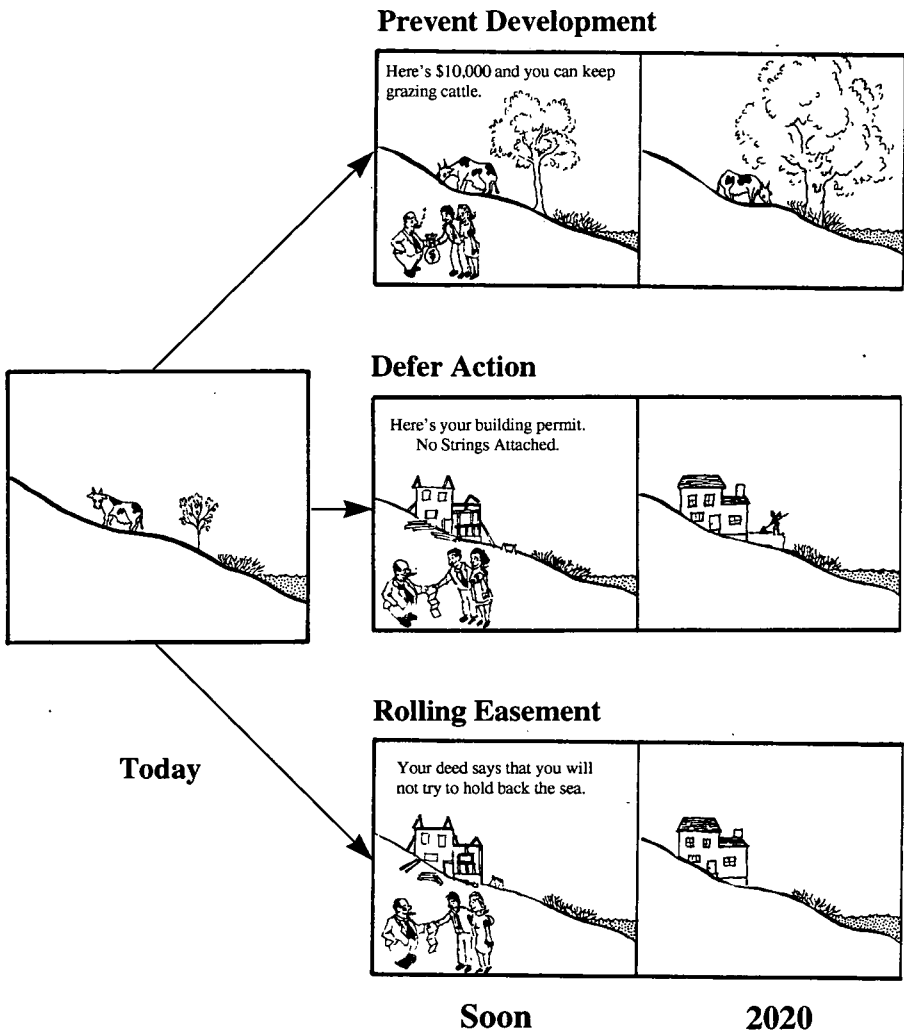 Prevent Development
Here's $10,000 and you can keep
grazing cattle.
$
Defer Action
Here's your building permit.
No Strings Attached.
Rolling Easement
Today
Your deed says that you will
not try to hold back the sea.
Soon
2020